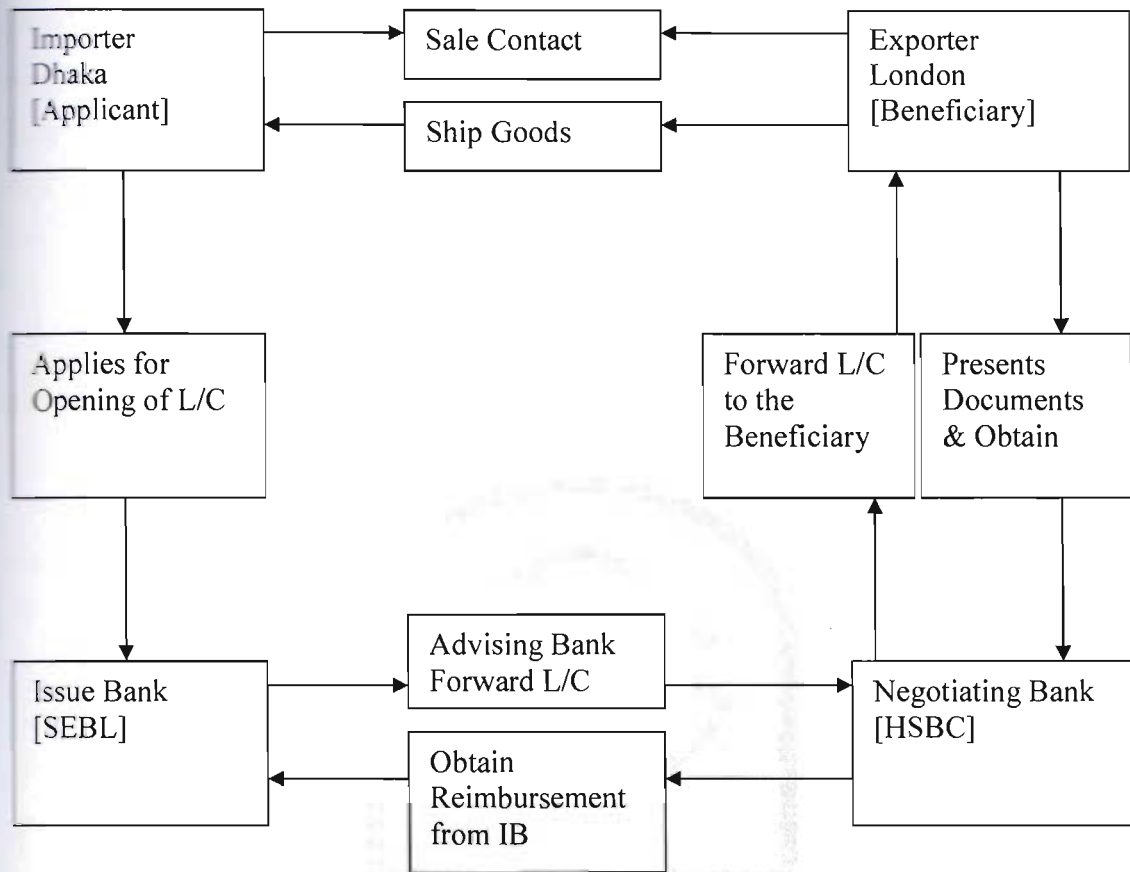 Importer
Dhaka
[Applicant]
Sale Contact
Exporter
London
[Beneficiary]
Ship Goods
Applies for
Opening of L/C
Forward L/C
to the
Beneficiary
Presents
Documents
& Obtain
Issue Bank
[SEBL]
Advising Bank
Forward L/C
Negotiating Bank
[HSBC]
Obtain
Reimbursement
from IB